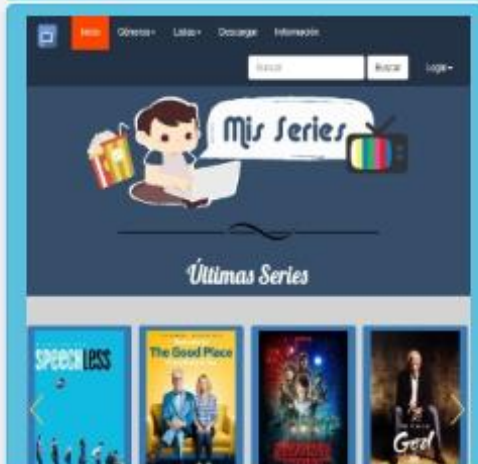 Inicio Géneros Listas Descargar Información
Buscar Buscar Login
Mis Series
Últimas Series
SPEECHLESS
The Good Place
God